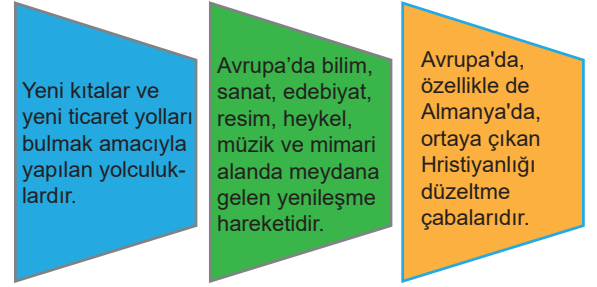 Yeni kıtalar ve
yeni ticaret yolları
bulmak amacıyla
yapılan yolculuk-
lardır.
Avrupa’da bilim,
sanat, edebiyat,
resim, heykel,
müzik ve mimari
alanda meydana
gelen yenileşme
hareketidir.
Avrupa'da,
özellikle de
Almanya'da,
ortaya çıkan
Hristiyanlığı
düzeltme
çabalarıdır.